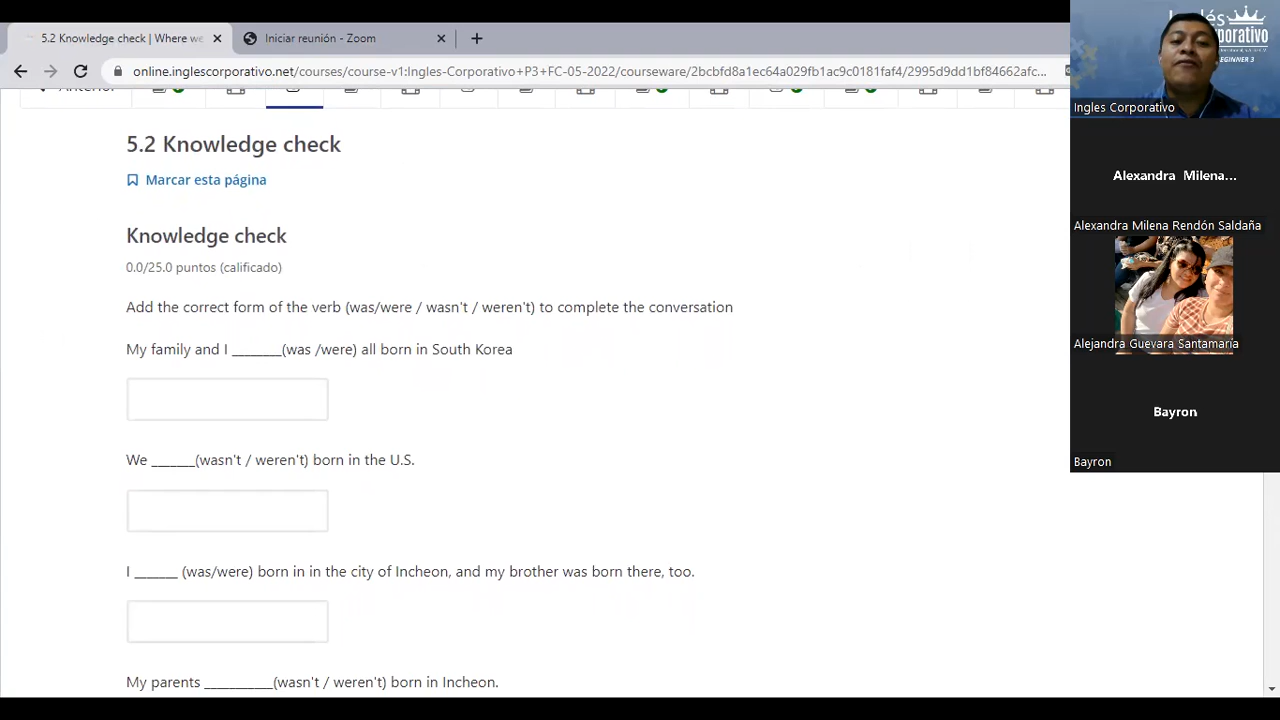 5.2 Knowledge check | Where we
Iniciar reunión - Zoom
online.inglescorporativo.net/courses/course-v1:Ingles-Corporativo+P3+FC-05-2022/courseware/2bcbfd8a1ec64a029fb1ac9c0181faf4/2995d9dd1bf84662afc...
Anterior
5.2 Knowledge check
Marcar esta página
Knowledge check
0.0/25.0 puntos (calificado)
Add the correct form of the verb (was/were / wasn't / weren't) to complete the conversation
My family and I ________(was /were) all born in South Korea
We _______(wasn't / weren't) born in the U.S.
I _______ (was/were) born in in the city of Incheon, and my brother was born there, too.
My parents ___________(wasn't / weren't) born in Incheon.
Ingles Corporativo
Alexandra Milena...
Alexandra Milena Rendón Saldaña
Alejandra Guevara Santamaría
Bayron
Bayron